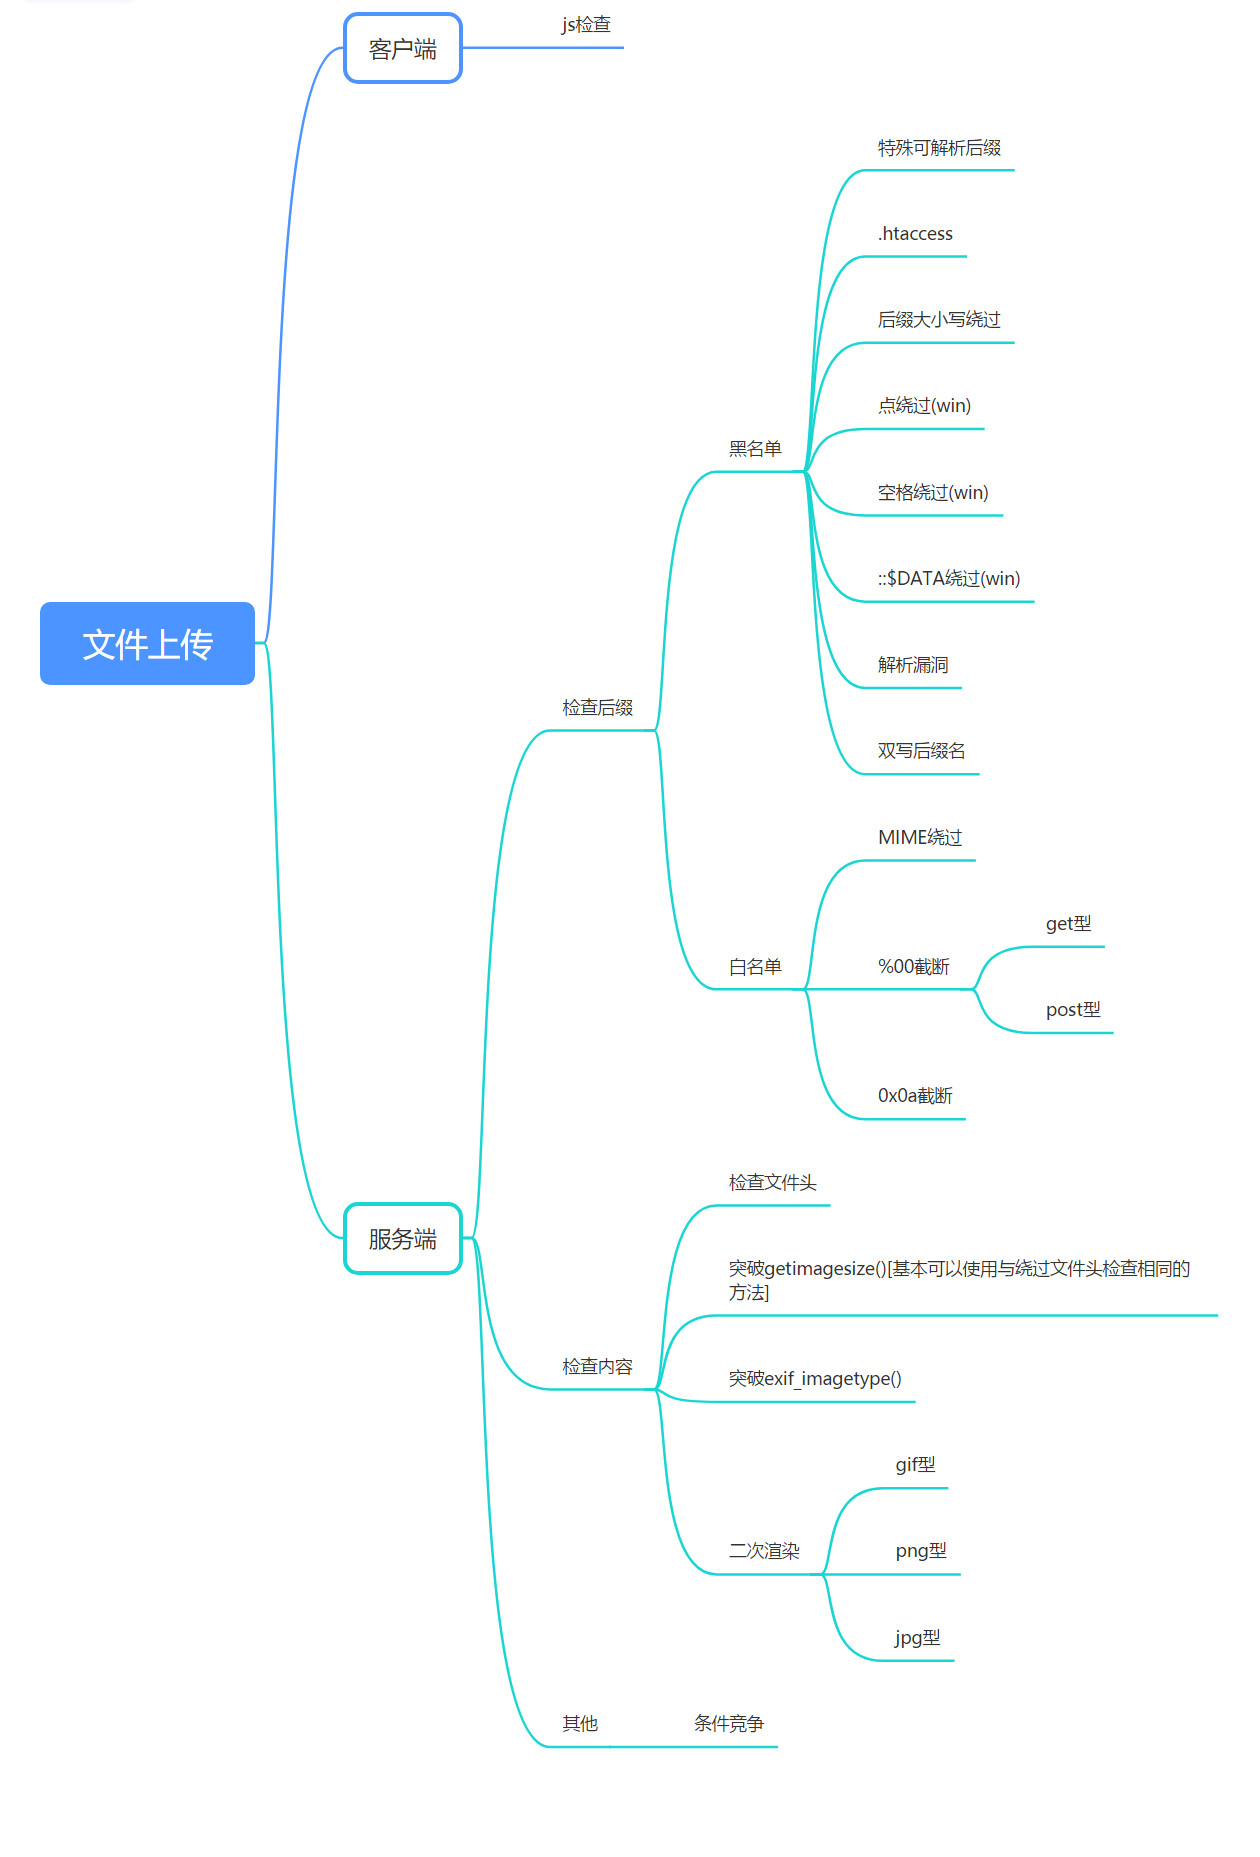 客户端
js检查
特殊可解析后缀
.htaccess
后缀大小写绕过
点绕过(win)
黑名单
空格绕过(win)
::$DATA绕过(win)
文件上传
解析漏洞
检查后缀
双写后缀名
MIME绕过
get型
白名单
%00截断
post型
0x0a截断
检查文件头
服务端
突破getimagesize()[基本可以使用与绕过文件头检查相同的
方法]
检查内容
突破exif_imagetype()
gif型
二次渲染
png型
jpg型
其他
条件竞争